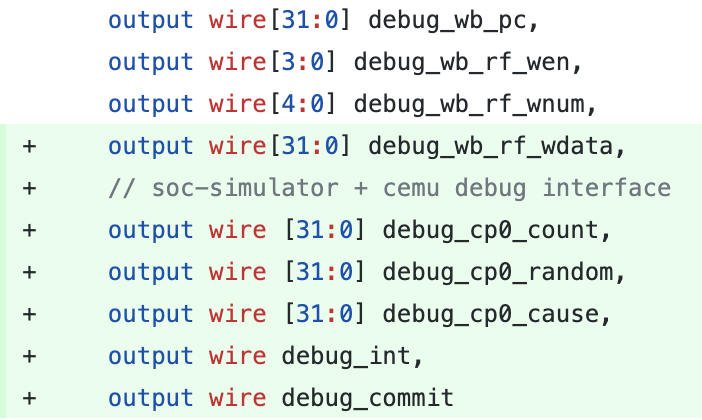 output wire[31:0] debug_wb_pc,
output wire[3:0] debug_wb_rf_wen,
output wire[4:0] debug_wb_rf_wnum,
+ output wire[31:0] debug_wb_rf_wdata,
+ // soc-simulator + cemu debug interface
+ output wire [31:0] debug_cp0_count,
+ output wire [31:0] debug_cp0_random,
+ output wire [31:0] debug_cp0_cause,
+ output wire debug_int,
+ output wire debug_commit